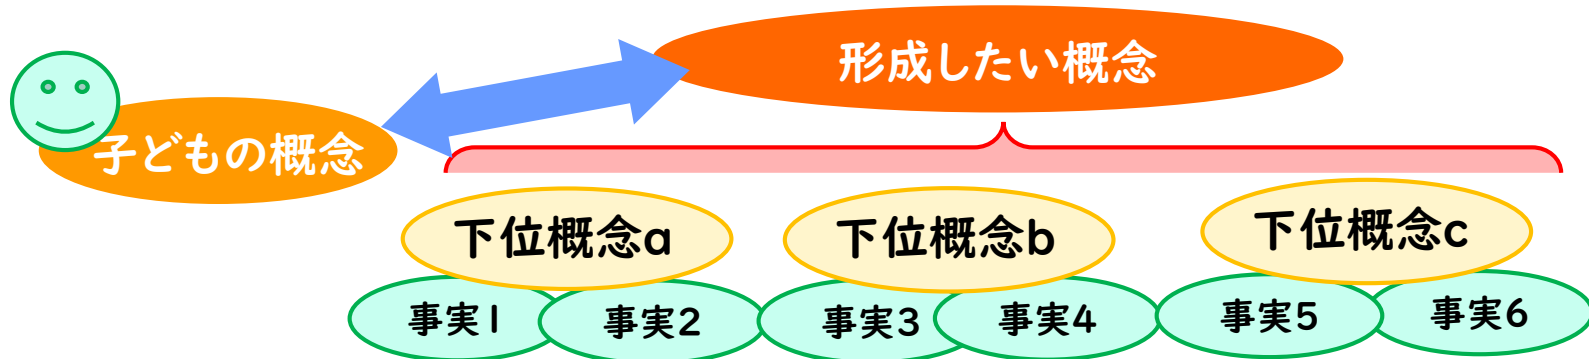 形成したい概念
子どもの概念
下位概念a
下位概念b
下位概念c
事実1
事実2
事実3
事実4
事実5
事実6